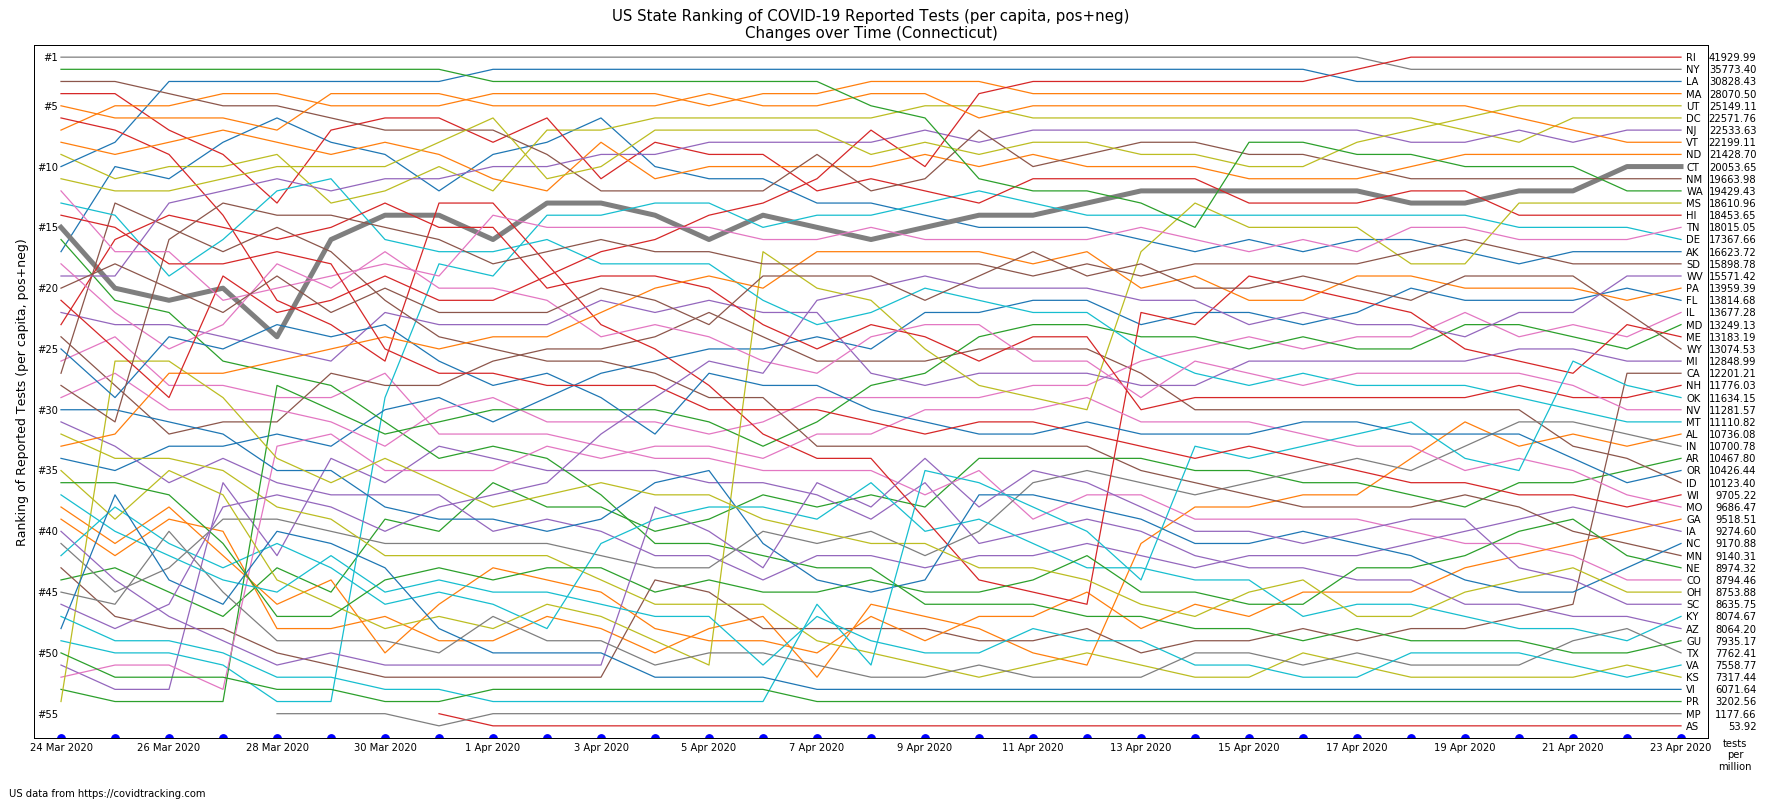 US State Ranking of COVID-19 Reported Tests (per capita, pos+neg)
Changes over Time (Connecticut)
Ranking of Reported Tests (per capita, pos+neg)
#1
#5
#10
#15
#20
#25
#30
#35
#40
#45
#50
#55
RI 41929.99
NY 35773.40
LA 30828.43
MA 28070.50
UT 25149.11
DC 22571.76
NJ 22533.63
VT 22199.11
ND 21428.70
CT 20053.65
NM 19663.98
WA 19429.43
MS 18610.96
HI 18453.65
TN 18015.05
DE 17367.66
AK 16623.72
SD 15898.78
WV 15571.42
PA 13959.39
FL 13814.68
IL 13677.28
MD 13249.13
ME 13183.19
WY 13074.53
MI 12848.99
CA 12201.21
NH 11776.03
OK 11634.15
NV 11281.57
MT 11110.82
AL 10736.08
IN 10700.78
AR 10467.80
OR 10426.44
ID 10123.40
WI 9705.22
MO 9686.47
GA 9518.51
IA 9274.60
NC 9170.88
MN 9140.31
NE 8974.32
CO 8794.46
OH 8753.88
SC 8635.75
KY 8074.67
AZ 8064.20
GU 7935.17
TX 7762.41
VA 7558.77
KS 7317.44
VI 6071.64
PR 3202.56
MP 1177.66
AS 53.92
24 Mar 2020
26 Mar 2020
28 Mar 2020
30 Mar 2020
1 Apr 2020
3 Apr 2020
5 Apr 2020
7 Apr 2020
9 Apr 2020
11 Apr 2020
13 Apr 2020
15 Apr 2020
17 Apr 2020
19 Apr 2020
21 Apr 2020
23 Apr 2020
tests
per
million
US data from https://covidtracking.com